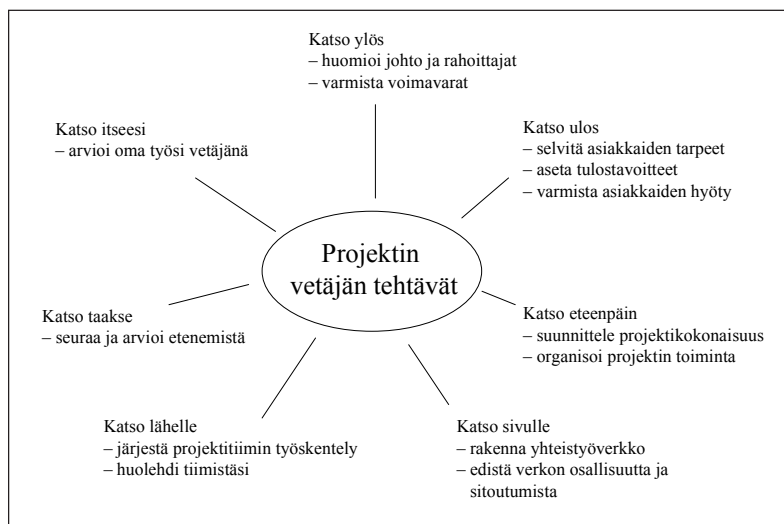 Katso ylös
– huomioi johto ja rahoittajat
– varmista voimavarat
Katso itseesi
– arvioi oma työsi vetäjänä
Katso ulos
– selvitä asiakkaiden tarpeet
– aseta tulostavoitteet
– varmista asiakkaiden hyöty
Projektin
vetäjän tehtävät
Katso taakse
– seuraa ja arvioi etenemistä
Katso eteenpäin
– suunnittele projektikokonaisuus
– organisoi projektin toiminta
Katso lähelle
– järjestä projektitiimin työskentely
– huolehdi tiimistäsi
Katso sivulle
– rakenna yhteistyöverkko
– edistä verkon osallisuutta ja
sitoutumista